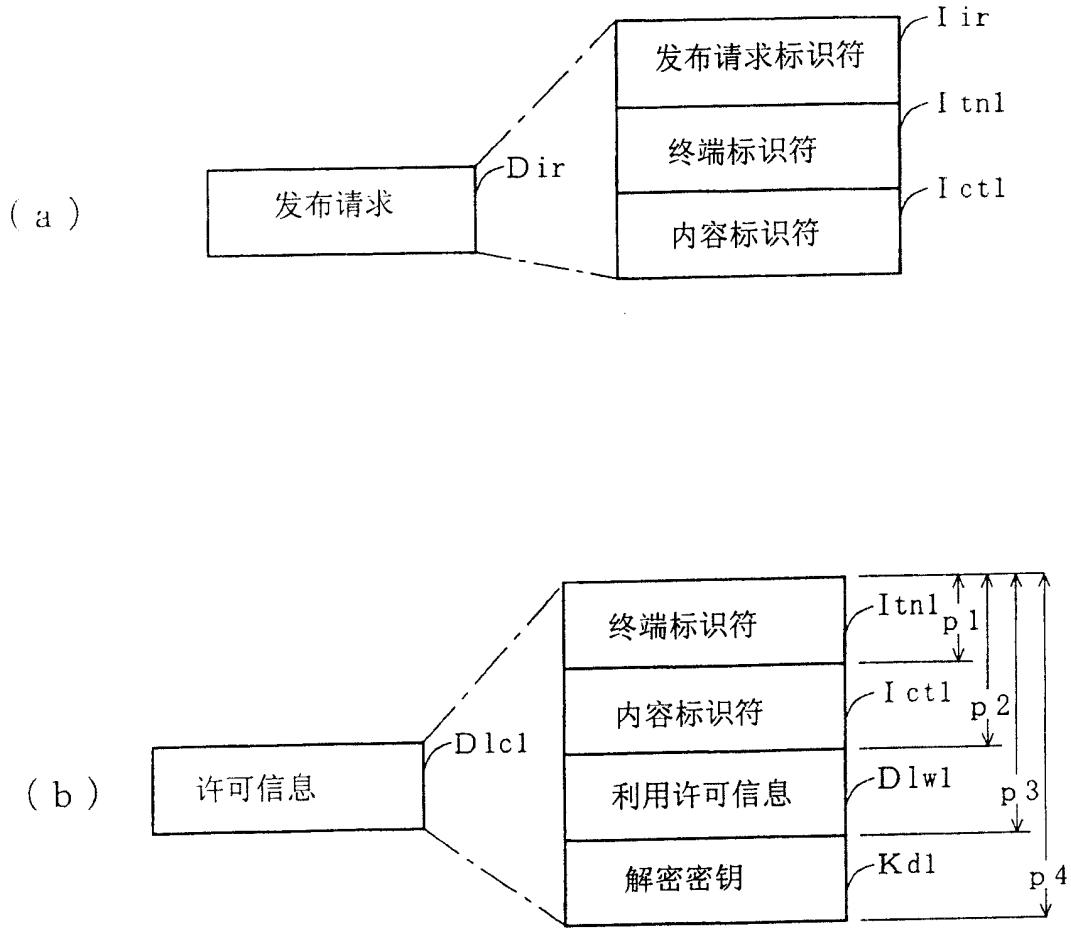 (a)
发布请求
Dir
发布请求标识符
Iir
终端标识符
Itn1
内容标识符
Ict1
(b)
许可信息
Dlc1
终端标识符
Itn1
内容标识符
Ict1
利用许可信息
Dlw1
解密密钥
Kd1
p1
p2
p3
p4